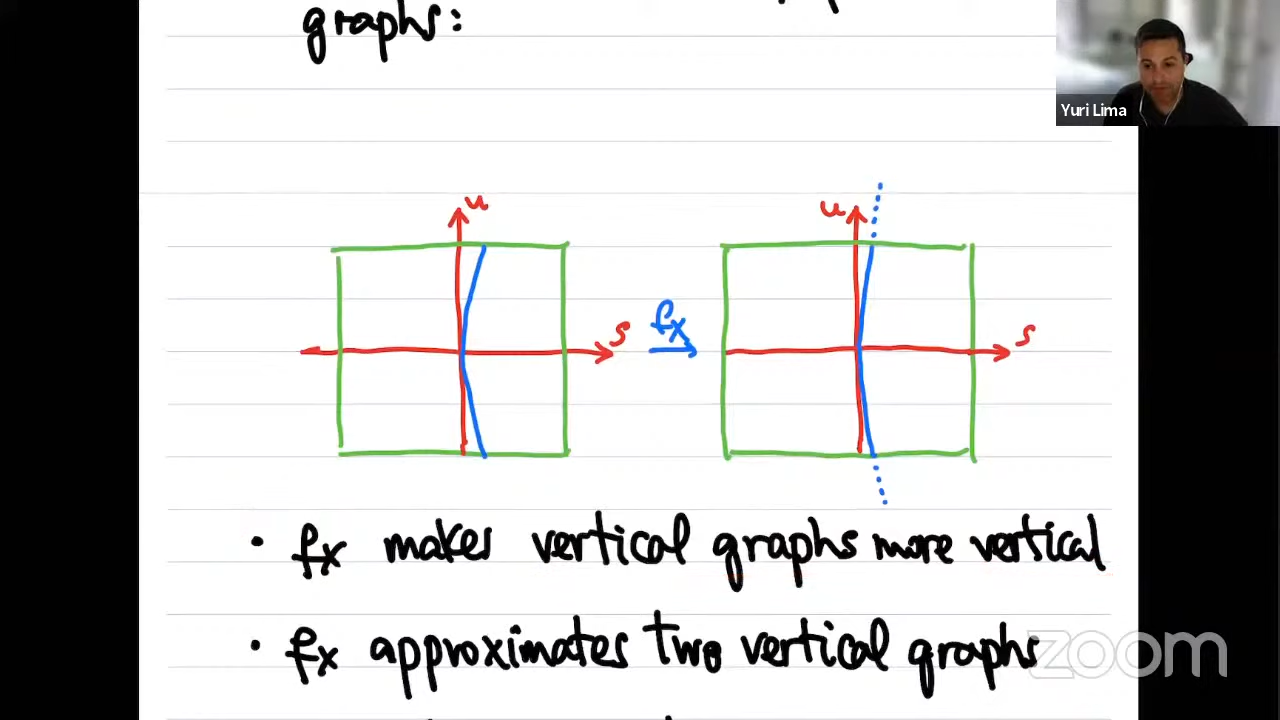 graphs:
Yuri Lima
u
u
s
fx
s
• fx makes vertical graphs more vertical
• fx approximates two vertical graphs
zoom